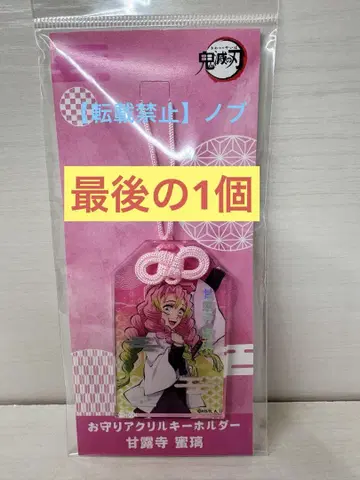 鬼滅の刃
【転載禁止】ノブ
最後の1個
お守りアクリルキーホルダー
甘露寺 蜜璃